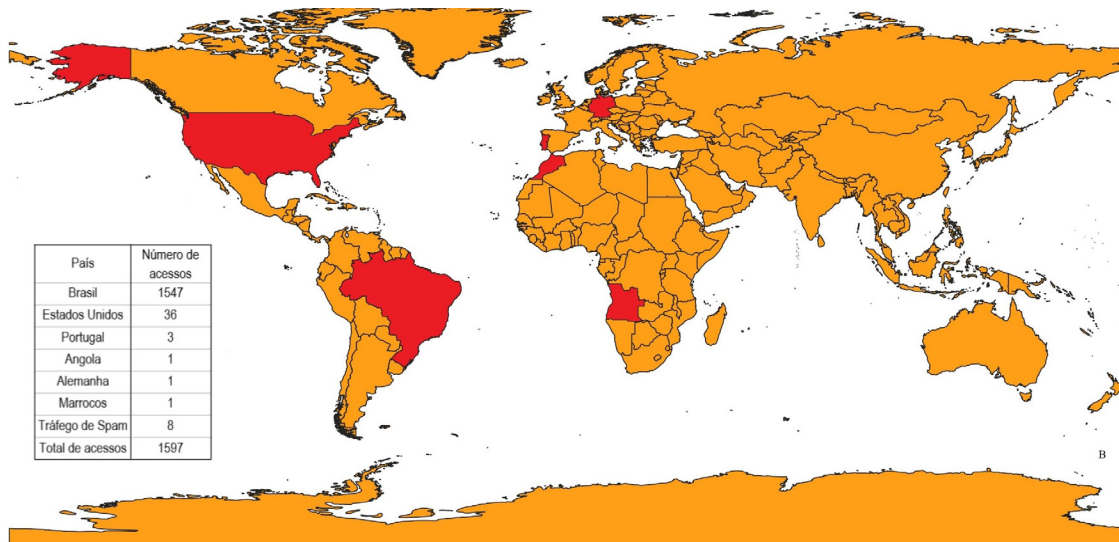 País Número de acessos
Brasil 1547
Estados Unidos 36
Portugal 3
Angola 1
Alemanha 1
Marrocos 1
Tráfego de Spam 8
Total de acessos 1597
B